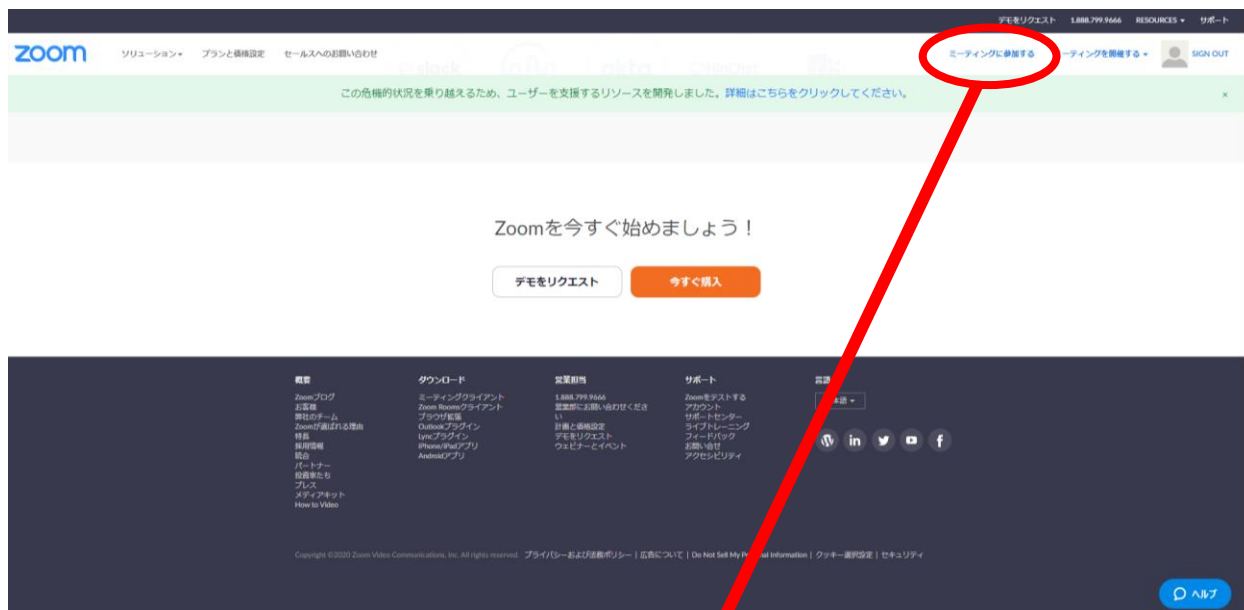 デモをリクエスト 1.888.799.9666 RESOURCES サポート
zoom ソリューション プランと価格設定 セールスへのお問い合わせ ミーティングに参加する ーティングを開催する SIGN OUT
slack okta
この危機的状況を乗り越えるため、ユーザーを支援するリソースを開発しました。詳細はこちらをクリックしてください。 ×
Zoomを今すぐ始めましょう！
デモをリクエスト 今すぐ購入
概要
Zoomブログ
お客様
弊社のチーム
Zoomが選ばれる理由
特長
採用情報
統合
パートナー
投資家たち
プレス
メディアキット
How to Video
ダウンロード
ミーティングクライアント
Zoom Roomsクライアント
ブラウザ拡張
Outlookプラグイン
Lyncプラグイン
iPhone/iPadアプリ
Androidアプリ
営業担当
1.888.799.9666
営業部にお問い合わせくださ
い
計画と価格設定
デモをリクエスト
ウェビナーとイベント
サポート
Zoomをテストする
アカウント
サポートセンター
ライブトレーニング
フィードバック
お問い合せ
アクセシビリティ
言語
本語
in f
Copyright ©2020 Zoom Video Communications, Inc. All rights reserved. プライバシーおよび法務ポリシー | 広告について | Do Not Sell My Personal Information | クッキー選択設定 | セキュリティ
ヘルプ